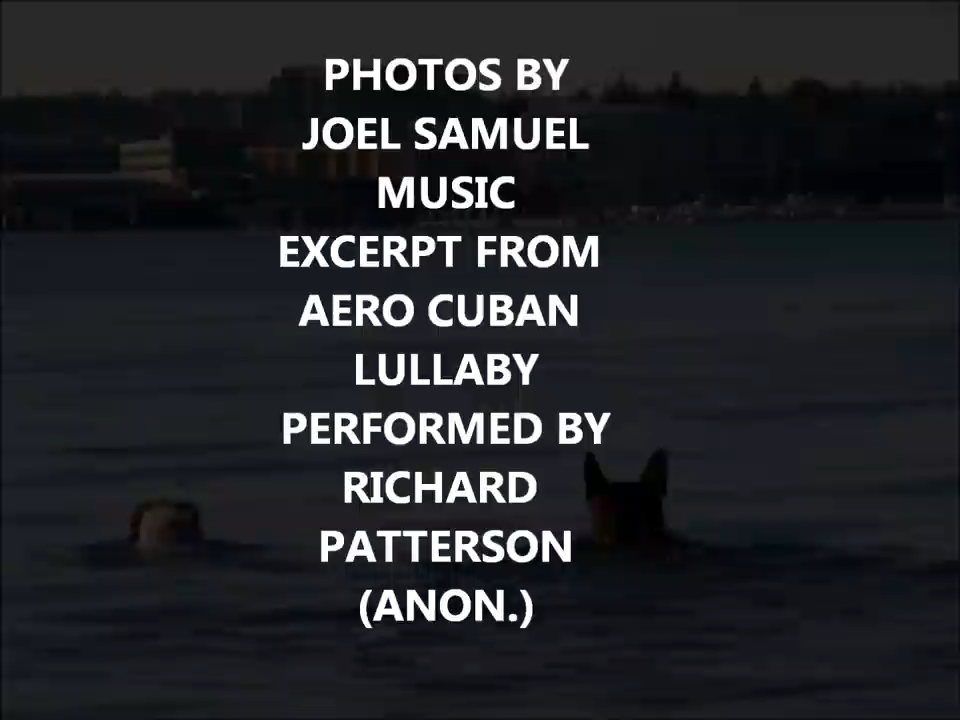 PHOTOS BY
JOEL SAMUEL
MUSIC
EXCERPT FROM
AERO CUBAN
LULLABY
PERFORMED BY
RICHARD
PATTERSON
(ANON.)